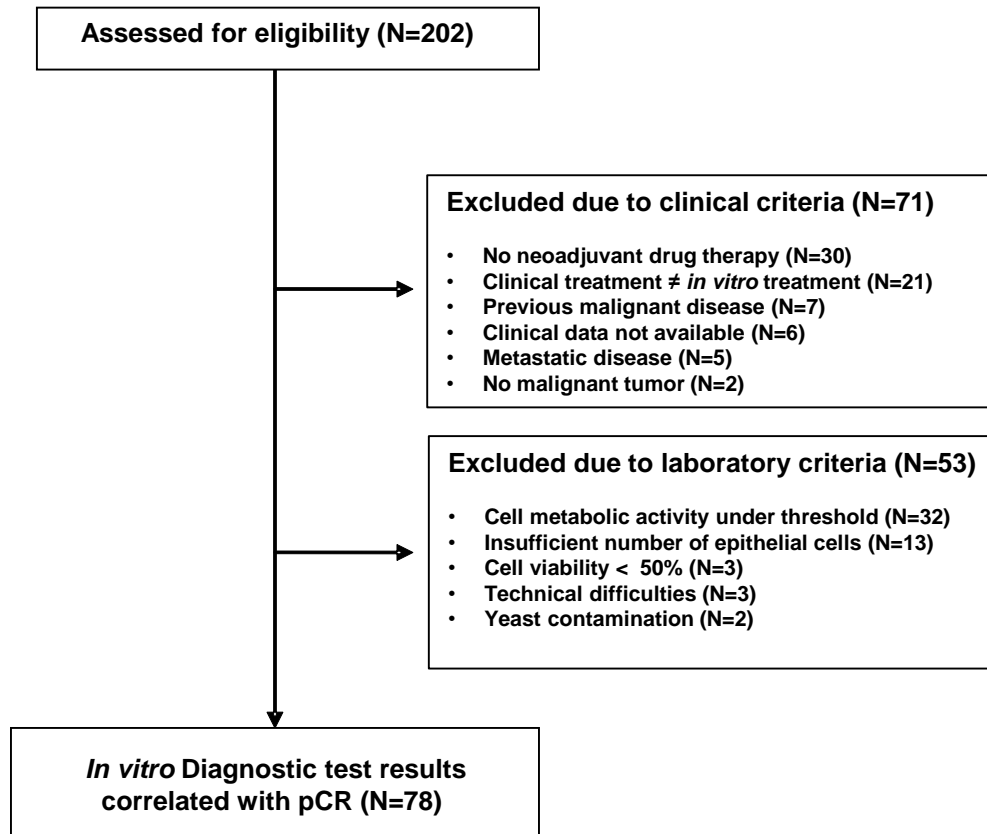 Assessed for eligibility (N=202)
Excluded due to clinical criteria (N=71)
• No neoadjuvant drug therapy (N=30)
• Clinical treatment ≠ in vitro treatment (N=21)
• Previous malignant disease (N=7)
• Clinical data not available (N=6)
• Metastatic disease (N=5)
• No malignant tumor (N=2)
Excluded due to laboratory criteria (N=53)
• Cell metabolic activity under threshold (N=32)
• Insufficient number of epithelial cells (N=13)
• Cell viability < 50% (N=3)
• Technical difficulties (N=3)
• Yeast contamination (N=2)
In vitro Diagnostic test results
correlated with pCR (N=78)